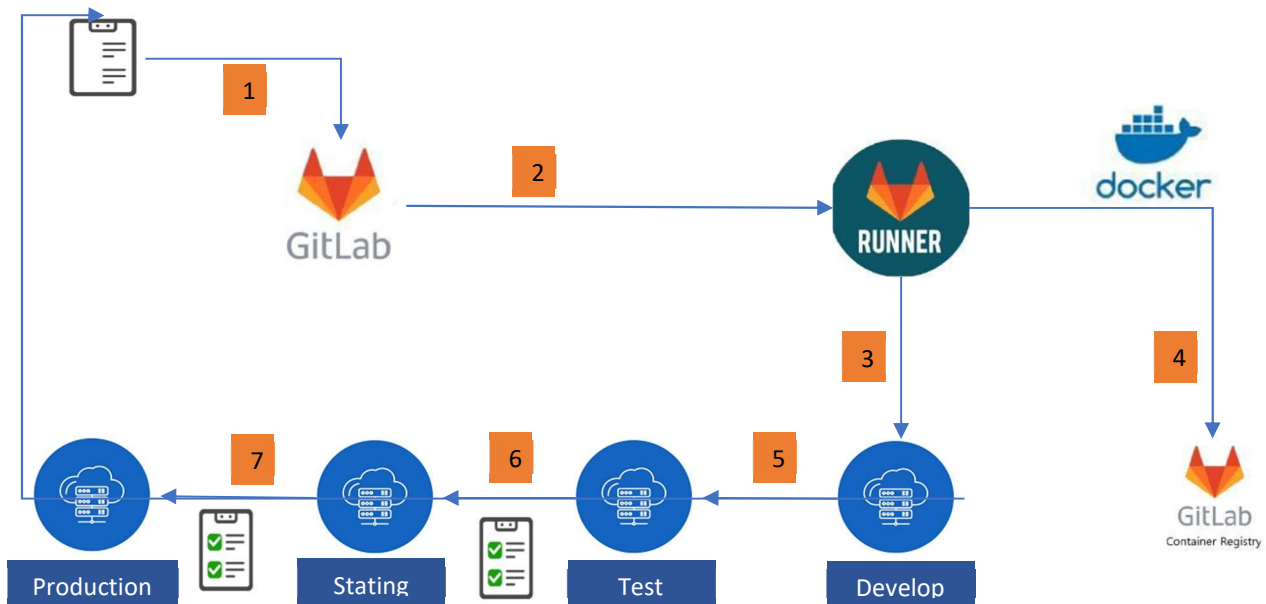 1
2
docker
GitLab
RUNNER
3
4
7
6
5
GitLab
Container Registry
Production
Stating
Test
Develop